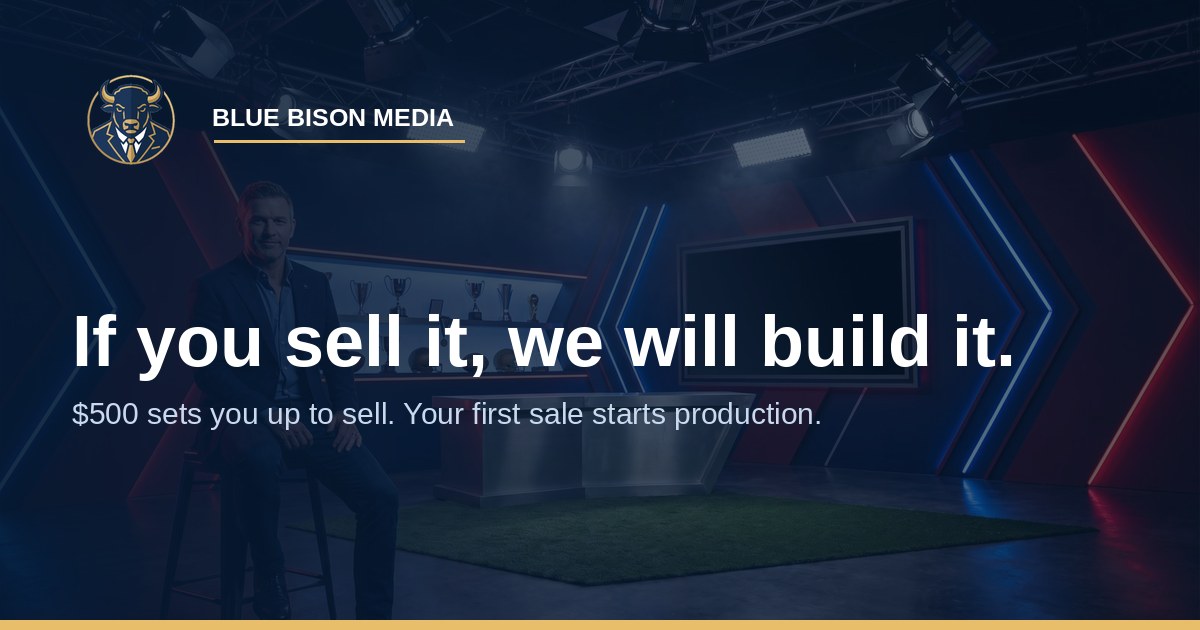 BLUE BISON MEDIA
If you sell it, we will build it.
$500 sets you up to sell. Your first sale starts production.